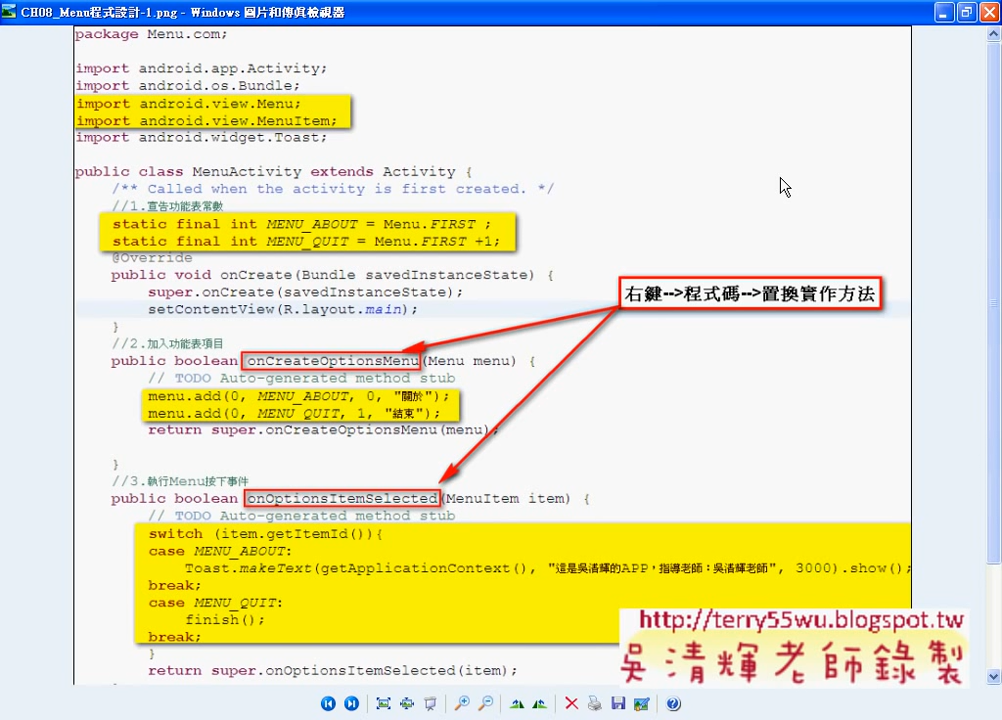 CH08_Menu程式設計-1.png - Windows 圖片和傳真檢視器
package Menu.com;
import android.app.Activity;
import android.os.Bundle;
import android.view.Menu;
import android.view.MenuItem;
import android.widget.Toast;
public class MenuActivity extends Activity {
/** Called when the activity is first created. */
//1.宣告功能表常數
static final int MENU_ABOUT = Menu.FIRST ;
static final int MENU_QUIT = Menu.FIRST +1;
@Override
public void onCreate(Bundle savedInstanceState) {
super.onCreate(savedInstanceState);
setContentView(R.layout.main);
右鍵-->程式碼-->置換實作方法
}
//2.加入功能表項目
public boolean onCreateOptionsMenu(Menu menu) {
// TODO Auto-generated method stub
menu.add(0, MENU_ABOUT, 0, "關於");
menu.add(0, MENU_QUIT, 1, "結束");
return super.onCreateOptionsMenu(menu);
}
//3.執行Menu按下事件
public boolean onOptionsItemSelected(MenuItem item) {
// TODO Auto-generated method stub
switch (item.getItemId()){
case MENU_ABOUT:
Toast.makeText(getApplicationContext(), "這是吳清輝的APP，指導老師：吳清輝老師", 3000).show();
break;
case MENU_QUIT:
finish();
break;
}
return super.onOptionsItemSelected(item);
http://terry55wu.blogspot.tw
吳清輝老師錄製